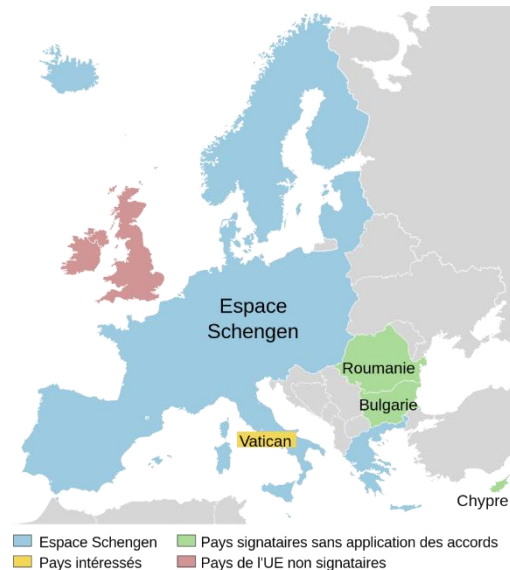 Espace
Schengen
Roumanie
Bulgarie
Vatican
Chypre
Espace Schengen
Pays signataires sans application des accords
Pays intéressés
Pays de l'UE non signataires